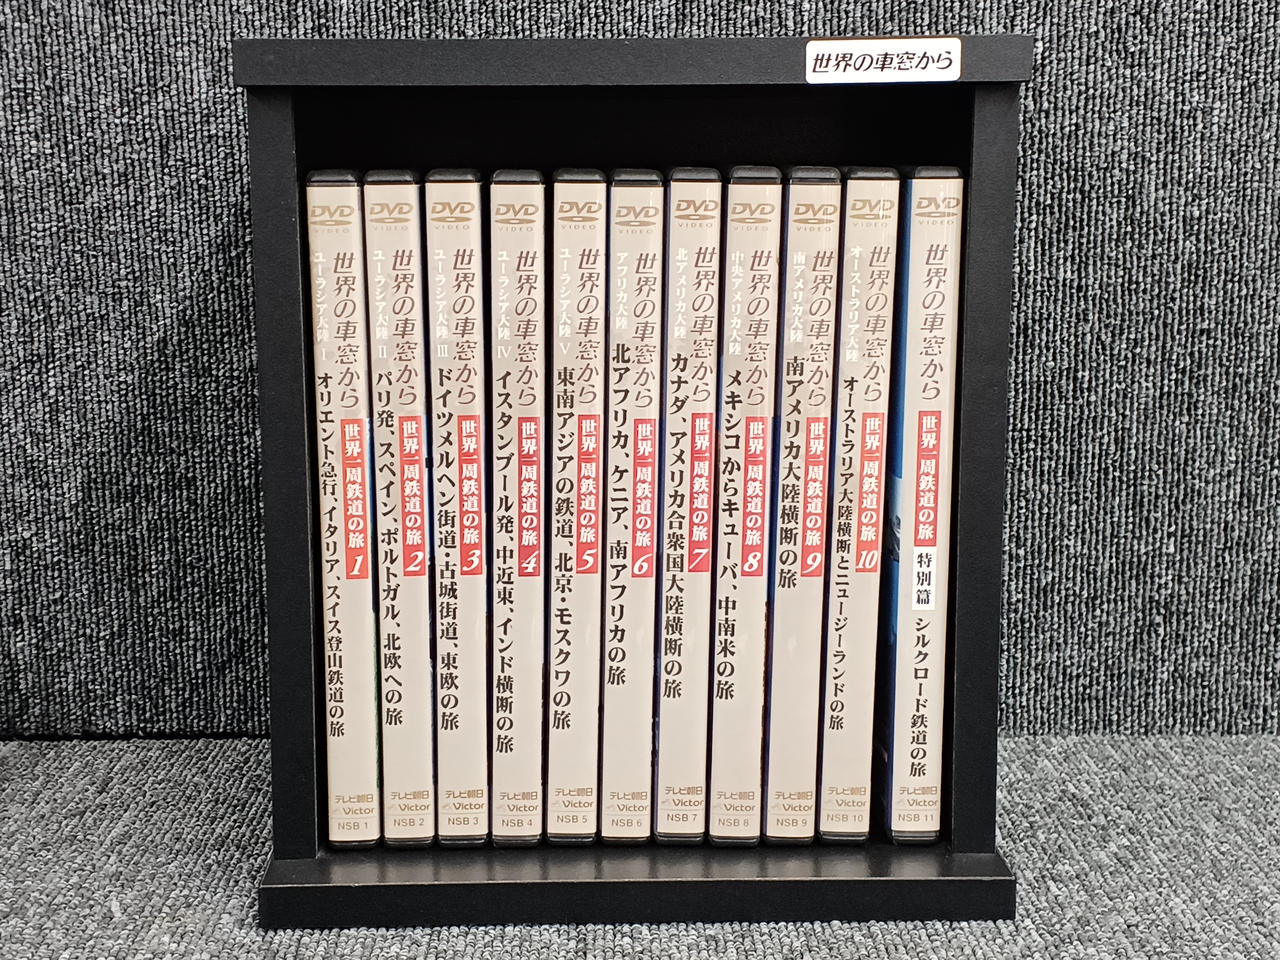 世界の車窓から
DVD
VIDEO
世界の車窓から
ユーラシア大陸 I
世界一周鉄道の旅 1
オリエント急行、イタリア、スイス登山鉄道の旅
テレビ朝日
Victor
NSB 1
DVD
VIDEO
世界の車窓から
ユーラシア大陸 II
世界一周鉄道の旅 2
パリ発、スペイン、ポルトガル、北欧への旅
テレビ朝日
Victor
NSB 2
DVD
VIDEO
世界の車窓から
ユーラシア大陸 III
世界一周鉄道の旅 3
ドイツメルヘン街道・古城街道、東欧の旅
テレビ朝日
Victor
NSB 3
DVD
VIDEO
世界の車窓から
ユーラシア大陸 IV
世界一周鉄道の旅 4
イスタンブール発、中近東、インド横断の旅
テレビ朝日
Victor
NSB 4
DVD
VIDEO
世界の車窓から
ユーラシア大陸 V
世界一周鉄道の旅 5
東南アジアの鉄道、北京・モスクワの旅
テレビ朝日
Victor
NSB 5
DVD
VIDEO
世界の車窓から
アフリカ大陸
世界一周鉄道の旅 6
北アフリカ、ケニア、南アフリカの旅
テレビ朝日
Victor
NSB 6
DVD
VIDEO
世界の車窓から
北アメリカ大陸
世界一周鉄道の旅 7
カナダ、アメリカ合衆国大陸横断の旅
テレビ朝日
Victor
NSB 7
DVD
VIDEO
世界の車窓から
中央アメリカ大陸
世界一周鉄道の旅 8
メキシコからキューバ、中南米の旅
テレビ朝日
Victor
NSB 8
DVD
VIDEO
世界の車窓から
南アメリカ大陸
世界一周鉄道の旅 9
南アメリカ大陸横断の旅
テレビ朝日
Victor
NSB 9
DVD
VIDEO
世界の車窓から
オーストラリア大陸
世界一周鉄道の旅 10
オーストラリア大陸横断とニュージーランドの旅
テレビ朝日
Victor
NSB 10
DVD
VIDEO
世界の車窓から
世界一周鉄道の旅 特別篇
シルクロード鉄道の旅
テレビ朝日
Victor
NSB 11